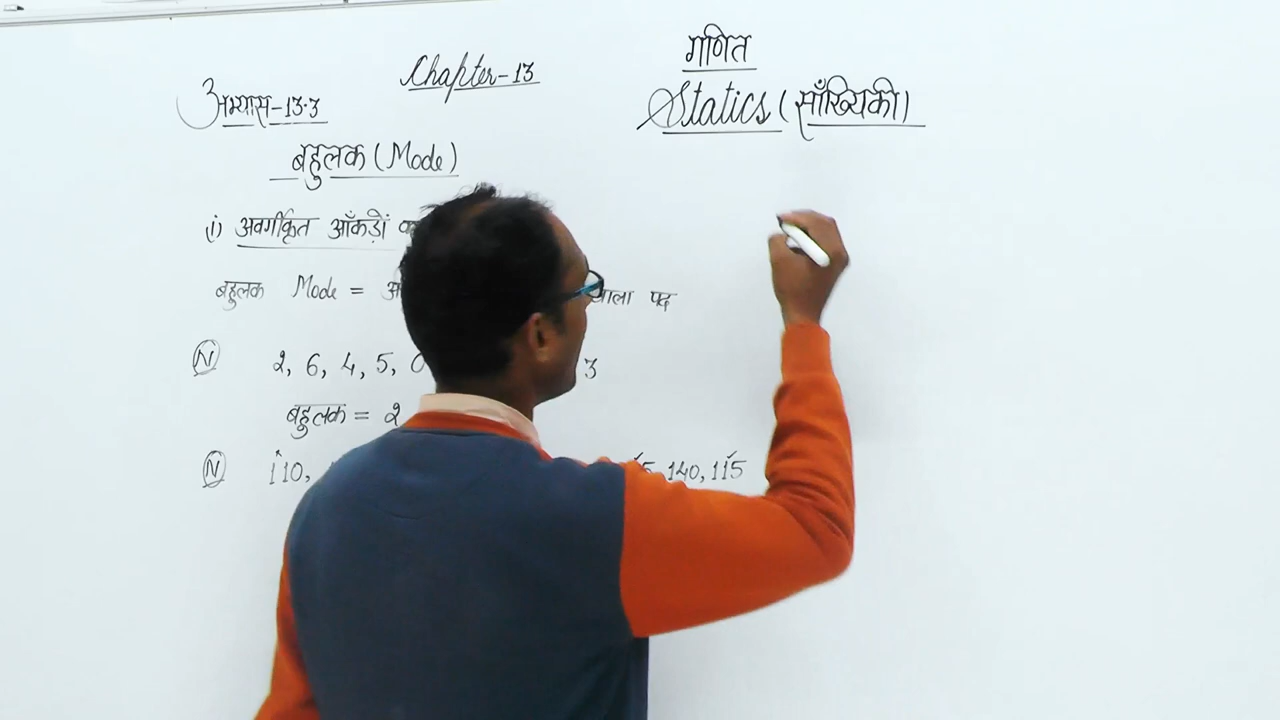 गणित
Chapter-13
Statics (साँख्यिकी)
अभ्यास-13.3
बहुलक (Mode)
(i) अवर्गीकृत आँकड़ों
बहुलक Mode = वाला पद
(N) 2, 6, 4, 5, 0 3
बहुलक = 2
(N) 110, 140, 115